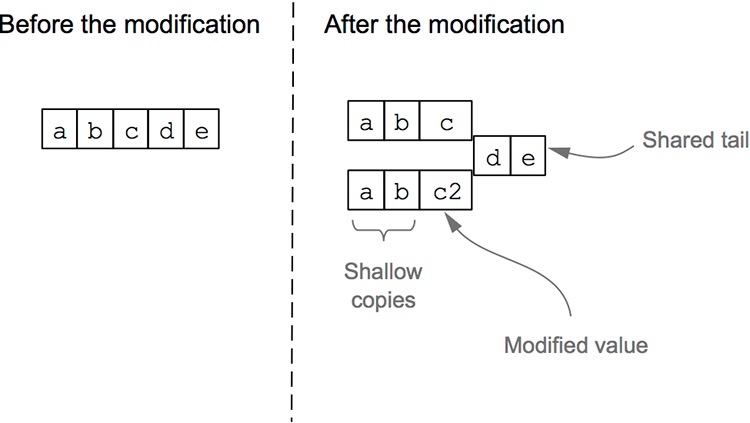 Before the modification
After the modification
a b c d e
a b c
d e
Shared tail
a b c2
Shallow
copies
Modified value